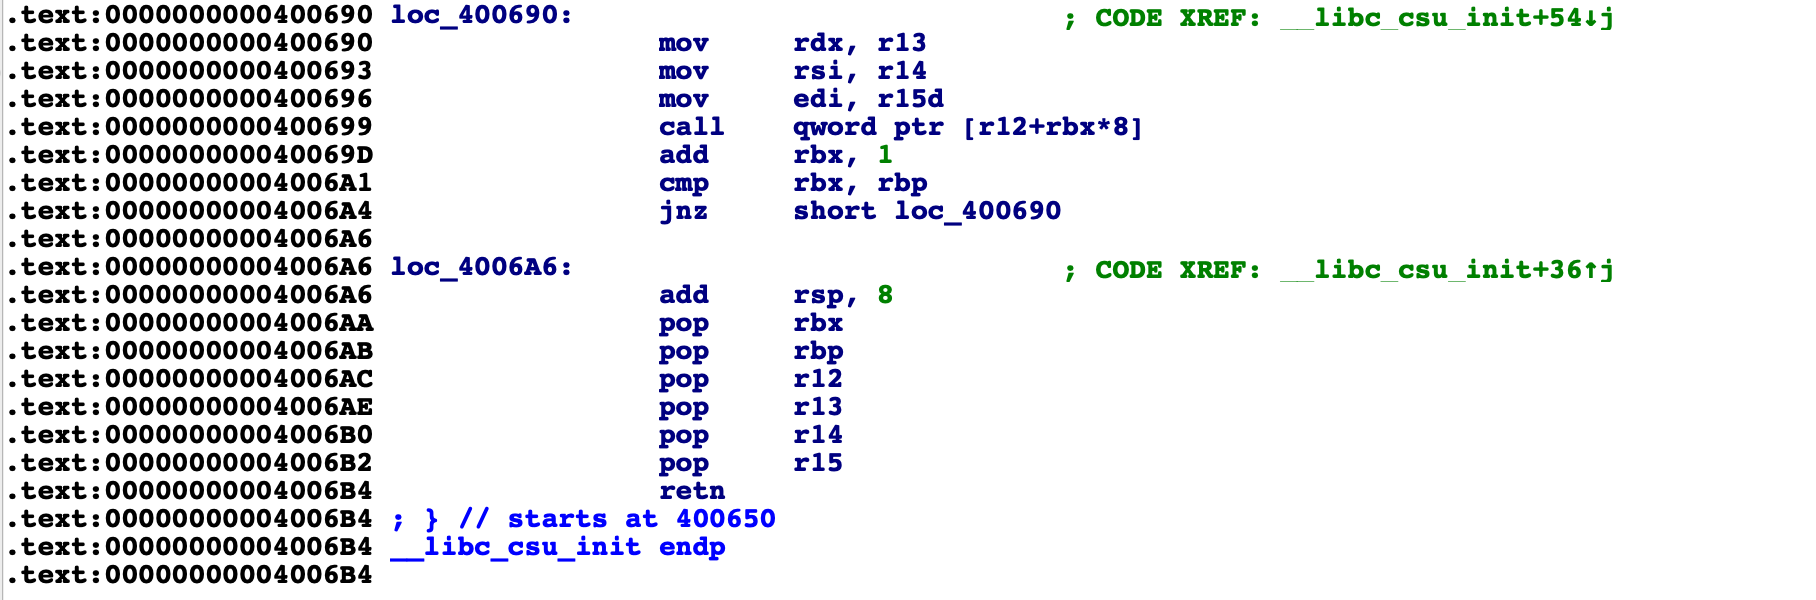 .text:0000000000400690 loc_400690: ; CODE XREF: __libc_csu_init+54↓j
.text:0000000000400690 mov rdx, r13
.text:0000000000400693 mov rsi, r14
.text:0000000000400696 mov edi, r15d
.text:0000000000400699 call qword ptr [r12+rbx*8]
.text:000000000040069D add rbx, 1
.text:00000000004006A1 cmp rbx, rbp
.text:00000000004006A4 jnz short loc_400690
.text:00000000004006A6
.text:00000000004006A6 loc_4006A6: ; CODE XREF: __libc_csu_init+36↑j
.text:00000000004006A6 add rsp, 8
.text:00000000004006AA pop rbx
.text:00000000004006AB pop rbp
.text:00000000004006AC pop r12
.text:00000000004006AE pop r13
.text:00000000004006B0 pop r14
.text:00000000004006B2 pop r15
.text:00000000004006B4 retn
.text:00000000004006B4 ; } // starts at 400650
.text:00000000004006B4 __libc_csu_init endp
.text:00000000004006B4